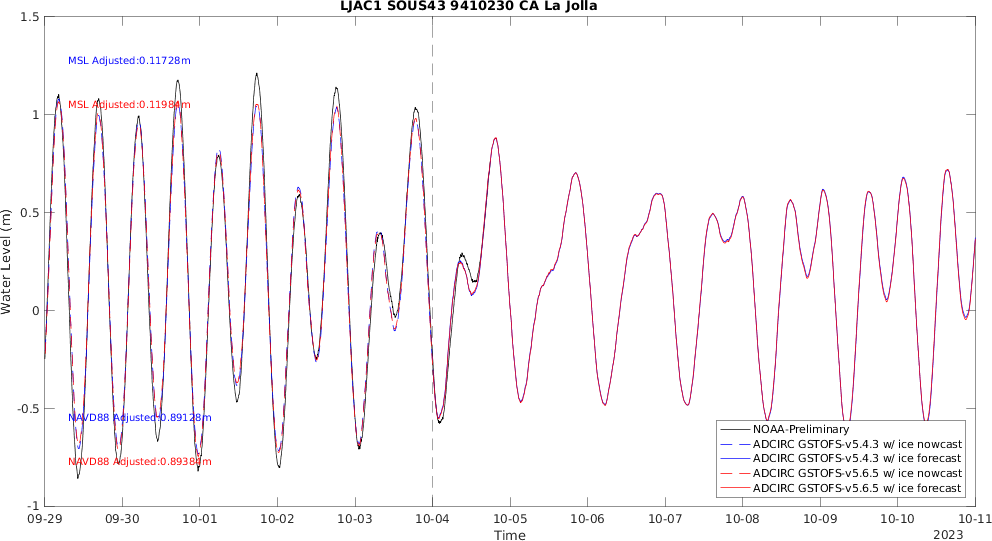 LJAC1 SOUS43 9410230 CA La Jolla
1.5
MSL Adjusted:0.11728m
MSL Adjusted:0.11984m
1
0.5
Water Level (m)
0
-0.5
NAVD88 Adjusted:0.89128m
NAVD88 Adjusted:0.89384m
NOAA-Preliminary
ADCIRC GSTOFS-v5.4.3 w/ ice nowcast
ADCIRC GSTOFS-v5.4.3 w/ ice forecast
ADCIRC GSTOFS-v5.6.5 w/ ice nowcast
ADCIRC GSTOFS-v5.6.5 w/ ice forecast
-1
09-29 09-30 10-01 10-02 10-03 10-04 10-05 10-06 10-07 10-08 10-09 10-10 10-11
Time
2023